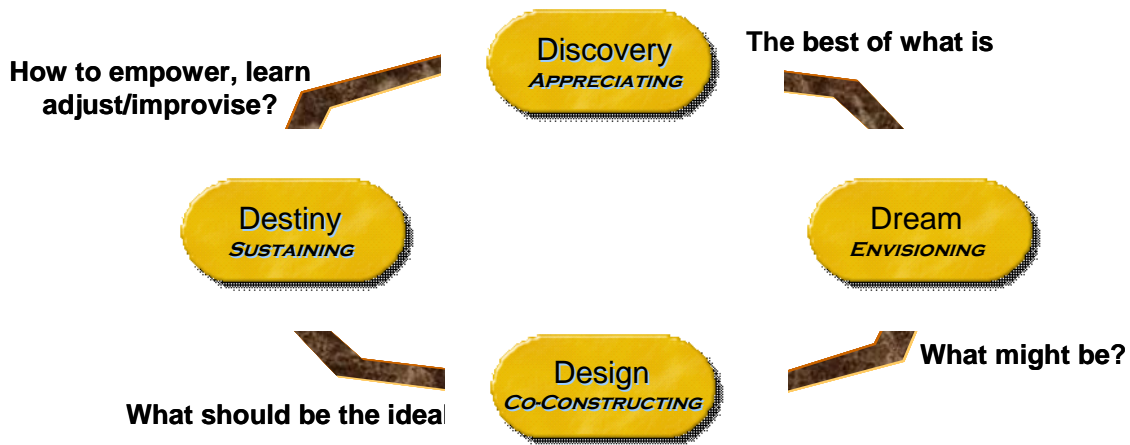 Discovery
APPRECIATING
The best of what is
How to empower, learn
adjust/improvise?
Destiny
SUSTAINING
Dream
ENVISIONING
What might be?
Design
CO-CONSTRUCTING
What should be the ideal